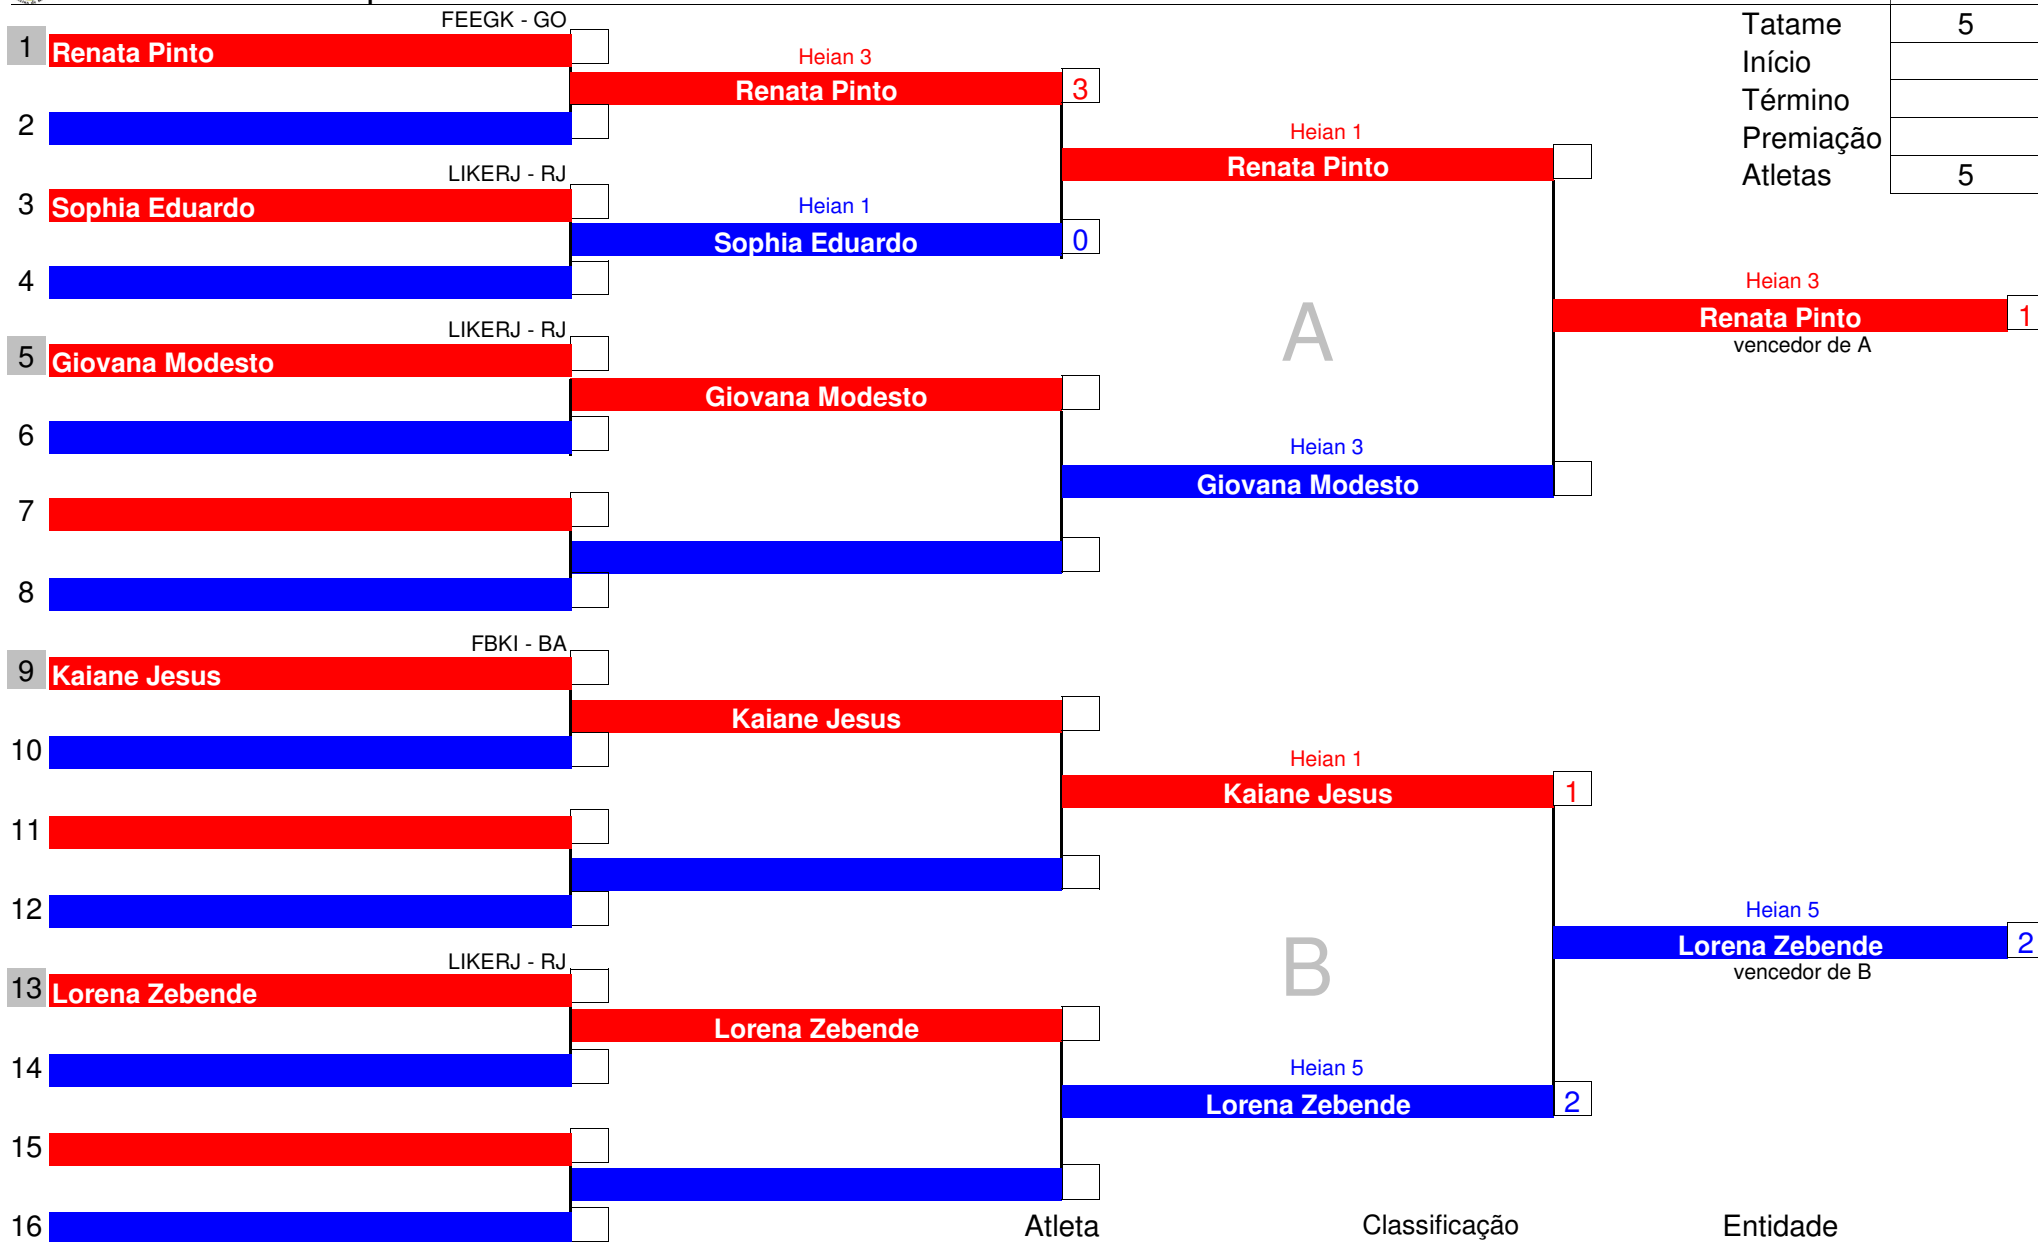 FEEGK - GO
Tatame 5
1 Renata Pinto
Heian 3
Início
Renata Pinto 3
Término
2
Heian 1
Premiação
Renata Pinto
LIKERJ - RJ
Atletas 5
3 Sophia Eduardo
Heian 1
Sophia Eduardo 0
4
Heian 3
A
Renata Pinto 1
LIKERJ - RJ
vencedor de A
5 Giovana Modesto
Giovana Modesto
6
Heian 3
Giovana Modesto
7
8
FBKI - BA
9 Kaiane Jesus
Kaiane Jesus
10
Heian 1
Kaiane Jesus 1
11
12
Heian 5
Lorena Zebende 2
B
LIKERJ - RJ
vencedor de B
13 Lorena Zebende
Lorena Zebende
14
Heian 5
Lorena Zebende 2
15
16
Atleta Classificação Entidade